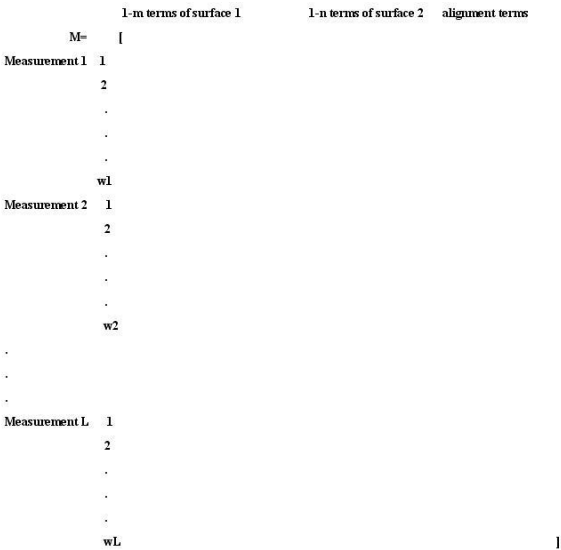 1-m terms of surface 1 1-n terms of surface 2 alignment terms
M= [
Measurement 1 1
2
.
.
.
w1
Measurement 2 1
2
.
.
.
w2
.
.
.
Measurement L 1
2
.
.
.
wL ]